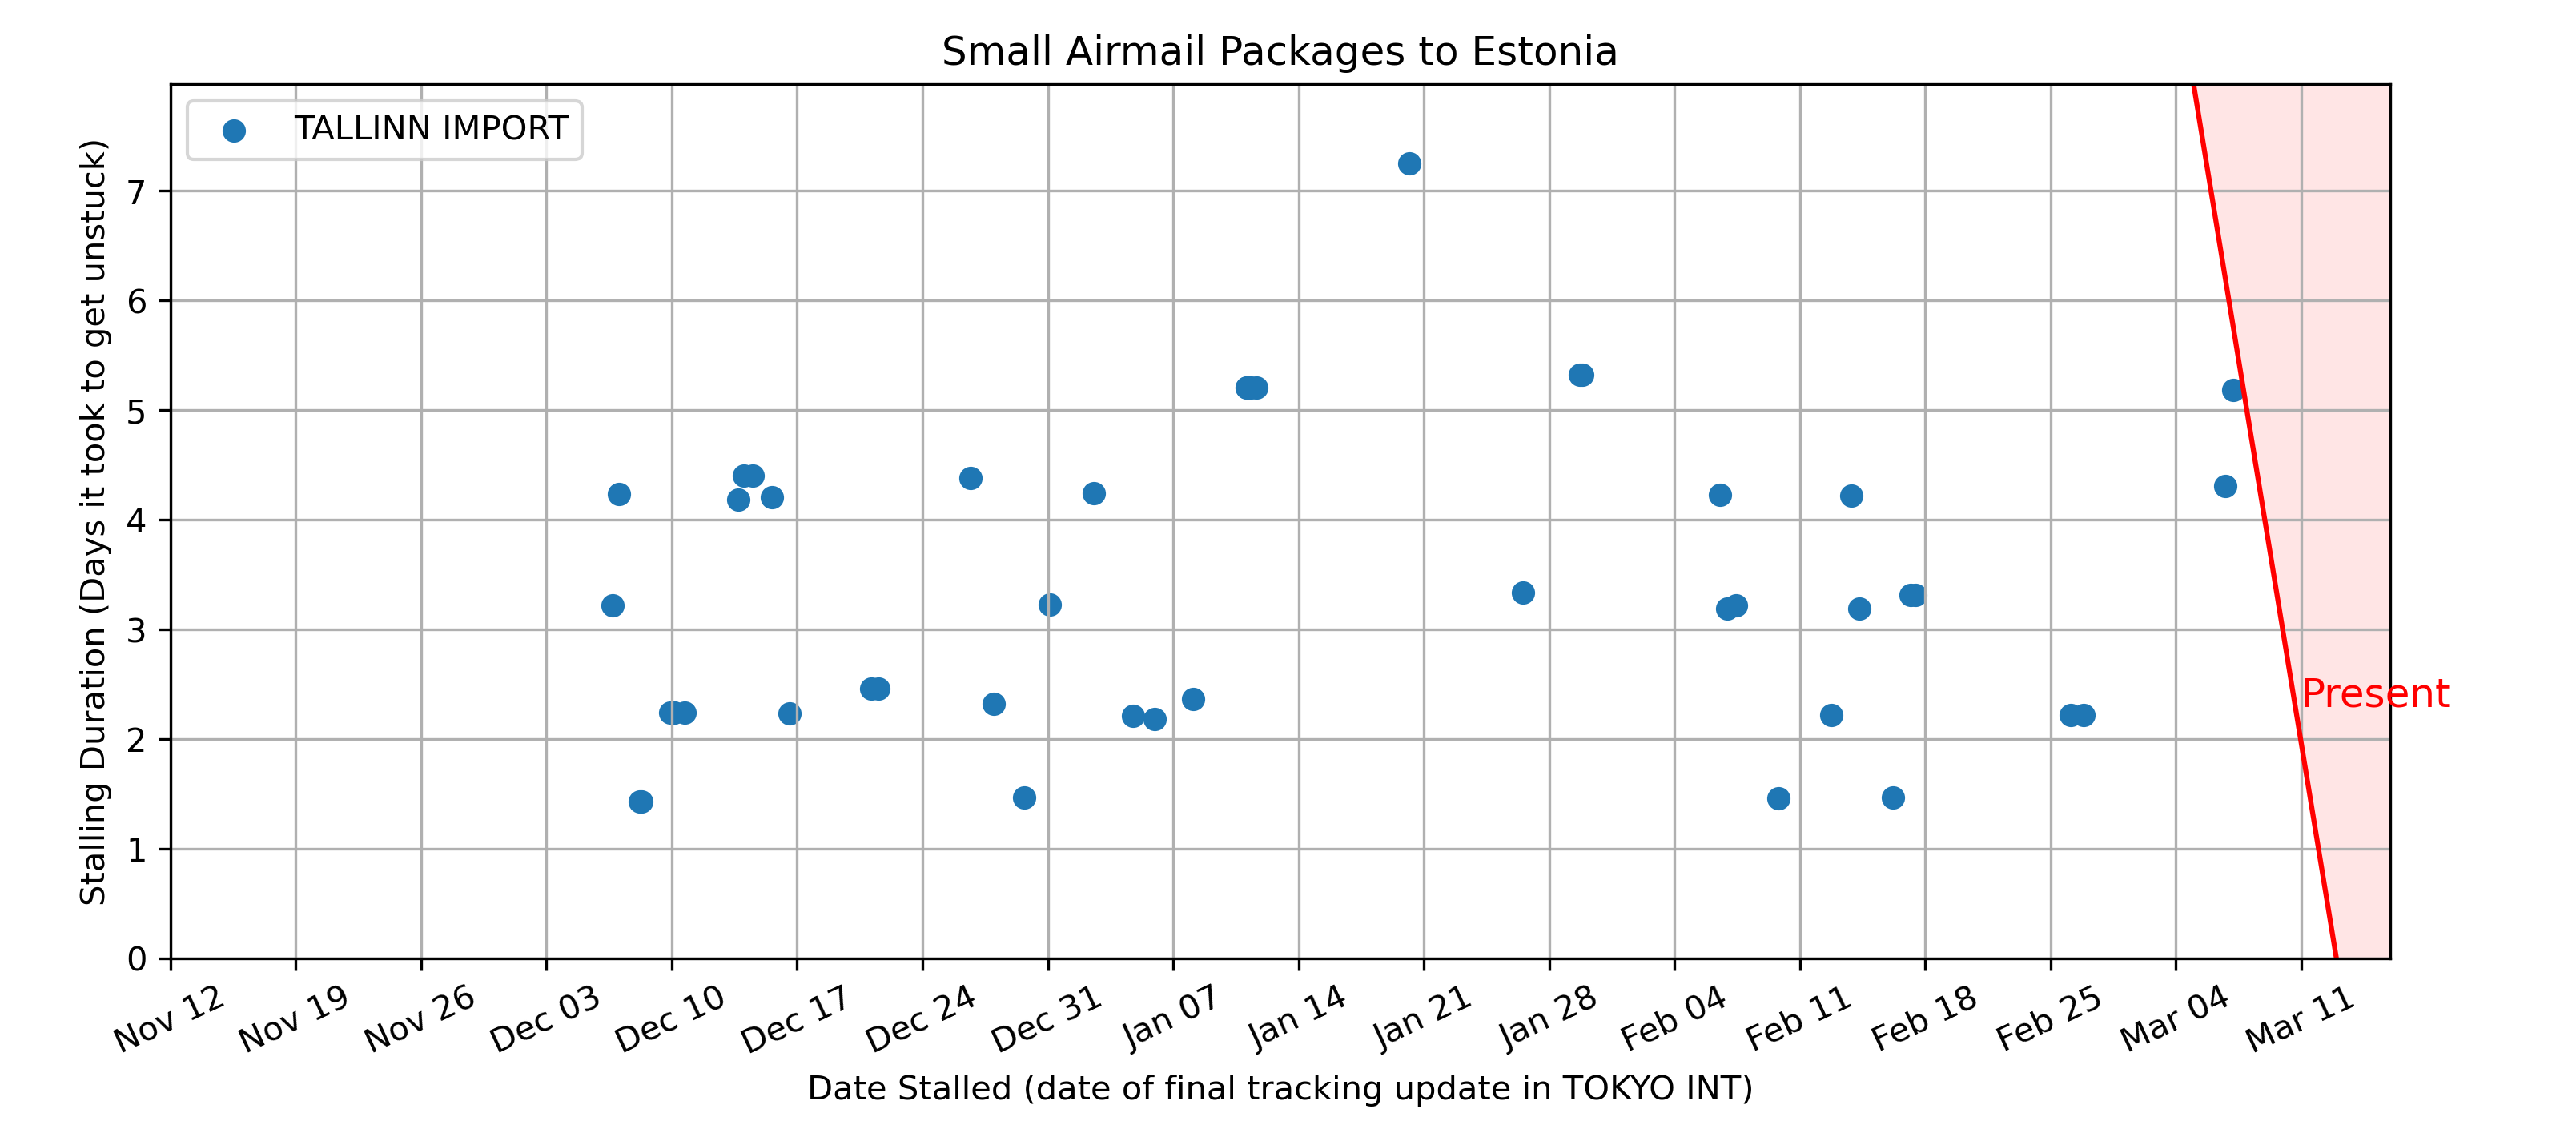 Small Airmail Packages to Estonia
TALLINN IMPORT
Stalling Duration (Days it took to get unstuck)
7
6
5
4
3
2
1
0
Present
Nov 12
Nov 19
Nov 26
Dec 03
Dec 10
Dec 17
Dec 24
Dec 31
Jan 07
Jan 14
Jan 21
Jan 28
Feb 04
Feb 11
Feb 18
Feb 25
Mar 04
Mar 11
Date Stalled (date of final tracking update in TOKYO INT)